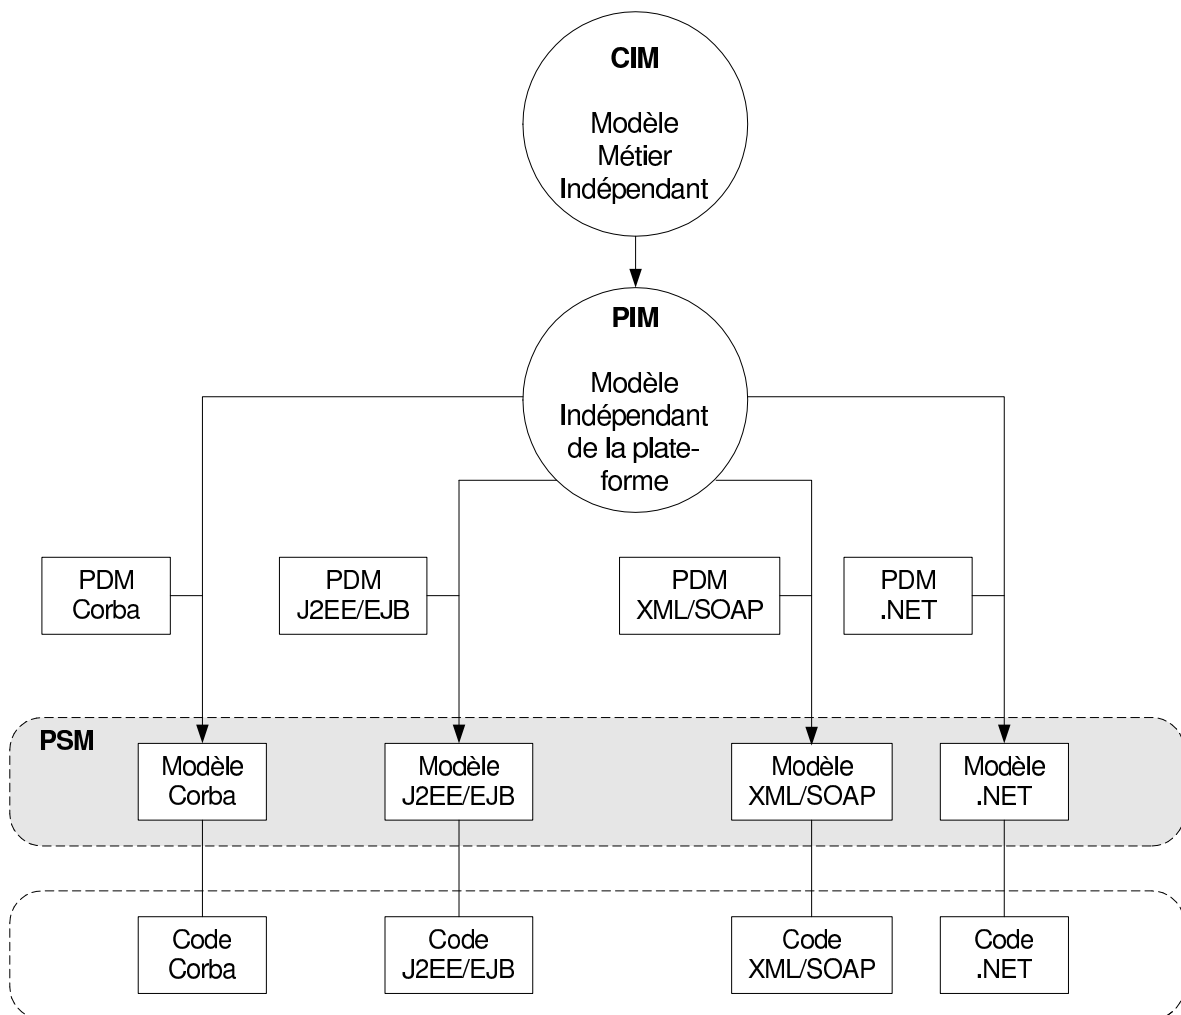 CIM
Modèle
Métier
Indépendant
PIM
Modèle
Indépendant
de la plate-
forme
PDM
Corba
PDM
J2EE/EJB
PDM
XML/SOAP
PDM
.NET
PSM
Modèle
Corba
Modèle
J2EE/EJB
Modèle
XML/SOAP
Modèle
.NET
Code
Corba
Code
J2EE/EJB
Code
XML/SOAP
Code
.NET